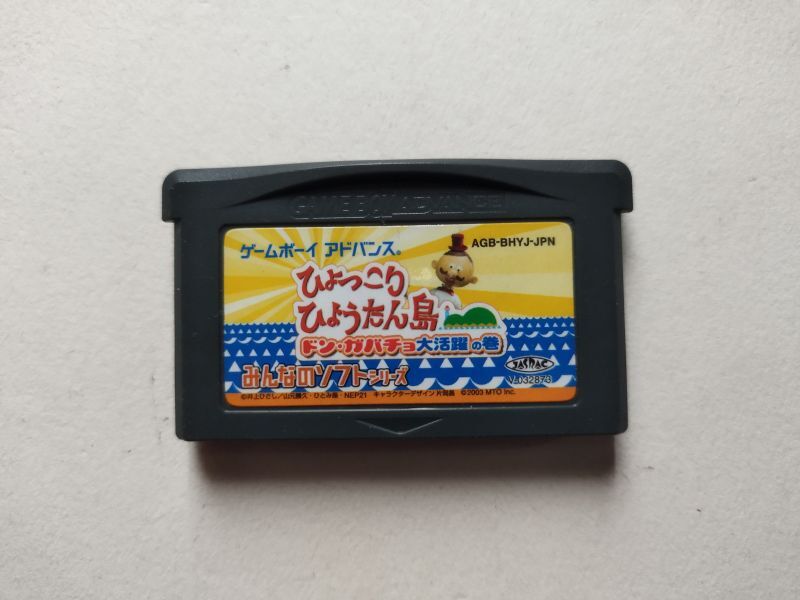 GAME BOY ADVANCE
ゲームボーイ アドバンス®
AGB-BHYJ-JPN
ひょっこり
ひょうたん島
ドン・ガバチョ大活躍の巻
みんなのソフトシリーズ
JASRAC
V-032873
©井上ひさし/山元護久・ひとみ座・NEP21 キャラクターデザイン 片岡昌 ©2003 MTO Inc.